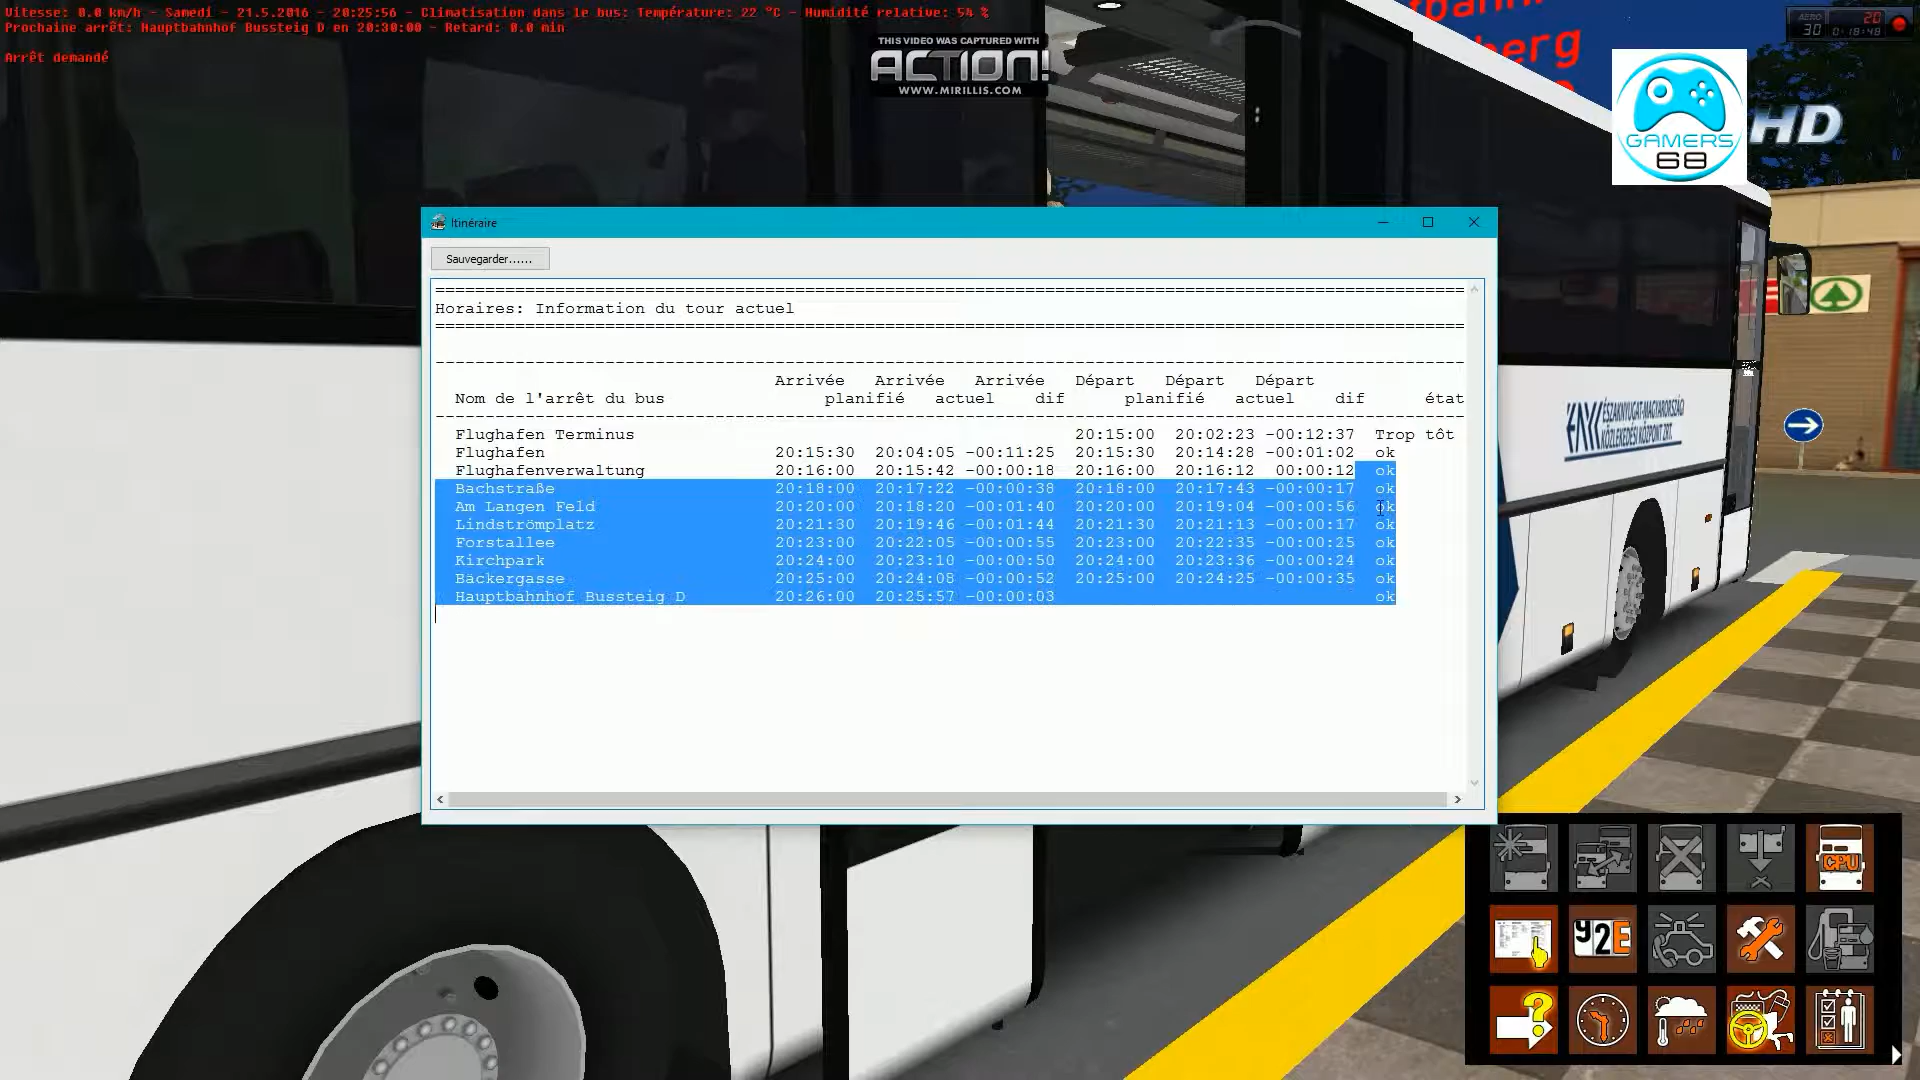 Vitesse: 0.0 km/h - Samedi - 21.5.2016 - 20:25:56 - Climatisation dans le bus: Température: 22 °C - Humidité relative: 54 %
Prochaine arrêt: Hauptbahnhof Bussteig D en 20:30:00 - Retard: 0.0 min
Arrêt demandé
THIS VIDEO WAS CAPTURED WITH
ACTION!
WWW.MIRILLIS.COM
erg
AERO
30
20
0:18:48
HD
GAMERS
68
Itinéraire
Sauvegarder......
Horaires: Information du tour actuel
Arrivée Arrivée Arrivée Départ Départ Départ
Nom de l'arrêt du bus planifié actuel dif planifié actuel dif état
Flughafen Terminus 20:15:00 20:02:23 -00:12:37 Trop tôt
Flughafen 20:15:30 20:04:05 -00:11:25 20:15:30 20:14:28 -00:01:02 ok
Flughafenverwaltung 20:16:00 20:15:42 -00:00:18 20:16:00 20:16:12 00:00:12 ok
Bachstraße 20:18:00 20:17:22 -00:00:38 20:18:00 20:17:43 -00:00:17 ok
Am Langen Feld 20:20:00 20:18:20 -00:01:40 20:20:00 20:19:04 -00:00:56 ok
Lindströmplatz 20:21:30 20:19:46 -00:01:44 20:21:30 20:21:13 -00:00:17 ok
Forstallee 20:23:00 20:22:05 -00:00:55 20:23:00 20:22:35 -00:00:25 ok
Kirchpark 20:24:00 20:23:10 -00:00:50 20:24:00 20:23:36 -00:00:24 ok
Bäckergasse 20:25:00 20:24:08 -00:00:52 20:25:00 20:24:25 -00:00:35 ok
Hauptbahnhof Bussteig D 20:26:00 20:25:57 -00:00:03 ok
ÉSZAKNYUGAT-MAGYARORSZÁGI
KÖZLEKEDÉSI KÖZPONT ZRT.
CPU
92E
?